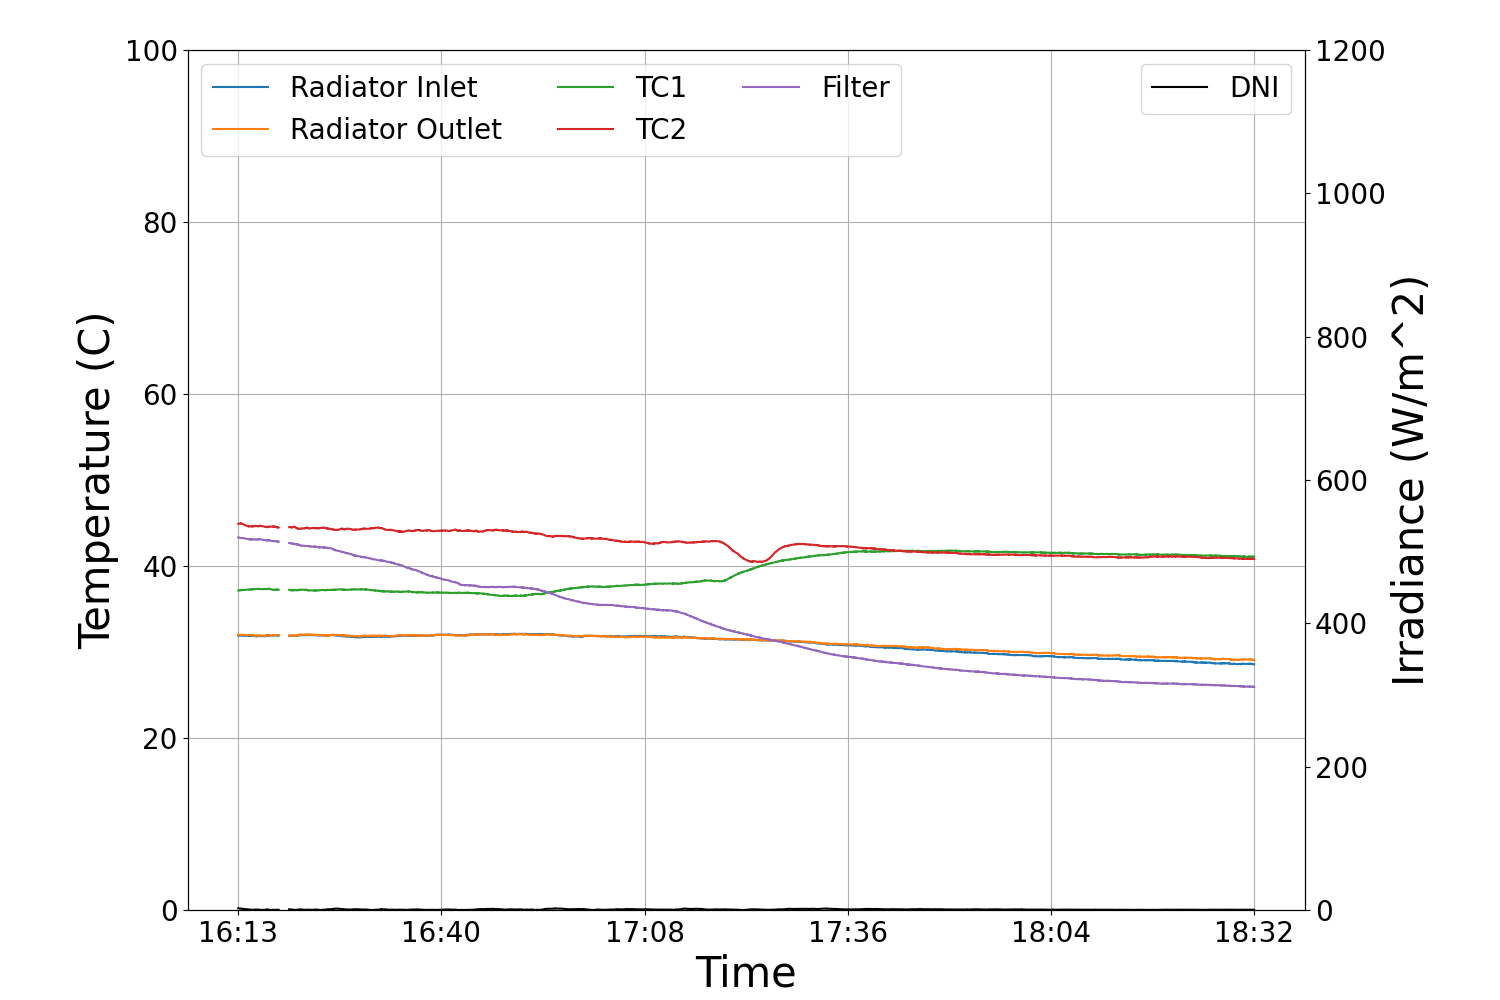 Radiator Inlet
Radiator Outlet
TC1
TC2
Filter
DNI
100
80
60
40
20
0
Temperature (C)
1200
1000
800
600
400
200
0
Irradiance (W/m^2)
16:13 16:40 17:08 17:36 18:04 18:32
Time